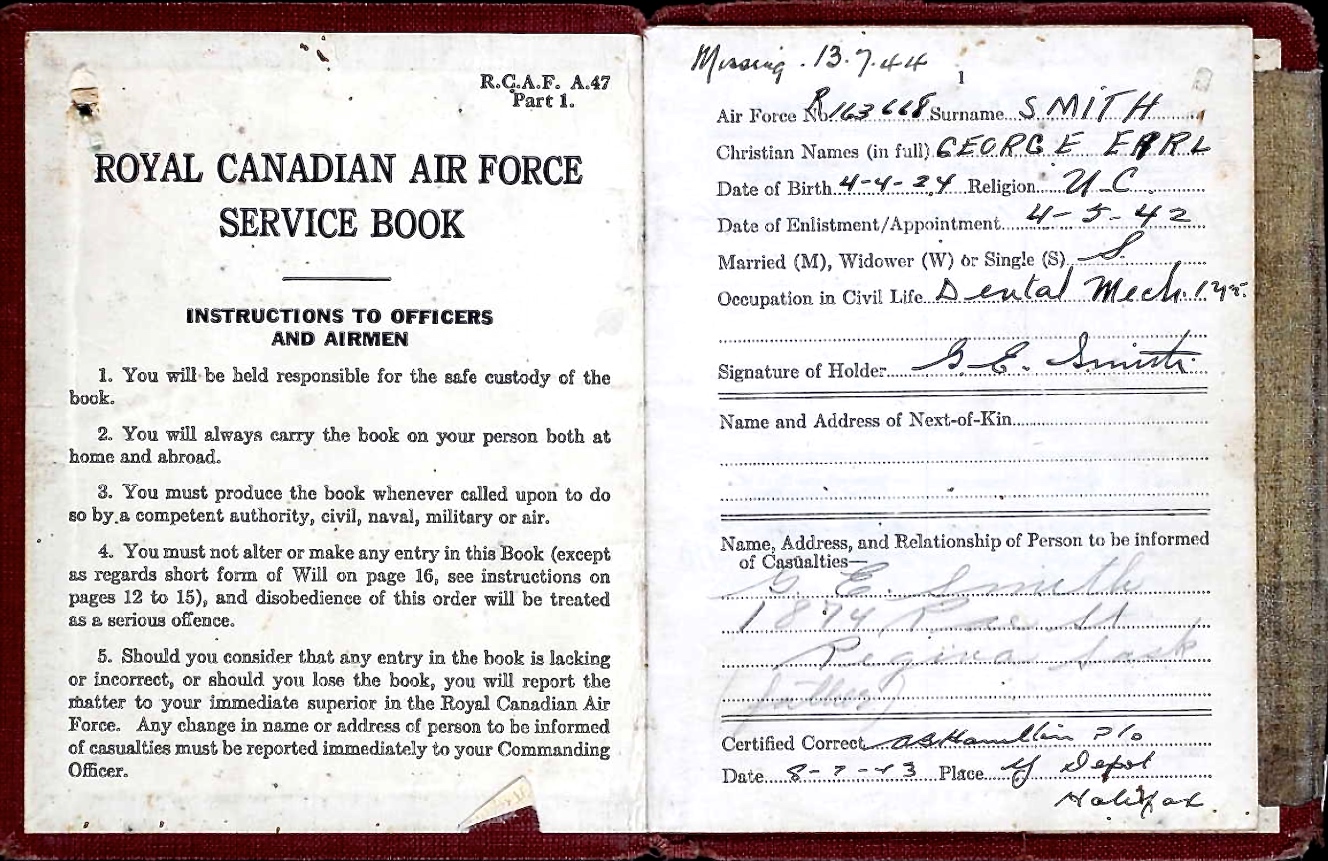 R.C.A.F. A.47
Part 1.
ROYAL CANADIAN AIR FORCE
SERVICE BOOK
INSTRUCTIONS TO OFFICERS
AND AIRMEN
1. You will be held responsible for the safe custody of the
book.
2. You will always carry the book on your person both at
home and abroad.
3. You must produce the book whenever called upon to do
so by a competent authority, civil, naval, military or air.
4. You must not alter or make any entry in this Book (except
as regards short form of Will on page 16, see instructions on
pages 12 to 15), and disobedience of this order will be treated
as a serious offence.
5. Should you consider that any entry in the book is lacking
or incorrect, or should you lose the book, you will report the
matter to your immediate superior in the Royal Canadian Air
Force. Any change in name or address of person to be informed
of casualties must be reported immediately to your Commanding
Officer.
Missing . 13.7.44
1
Air Force No. R163668 Surname SMITH
Christian Names (in full) GEORGE EARL
Date of Birth 4-4-24 Religion U C
Date of Enlistment/Appointment 4-5-42
Married (M), Widower (W) or Single (S) S
Occupation in Civil Life Dental Mech.
Signature of Holder G. E. Smith
Name and Address of Next-of-Kin
Name, Address, and Relationship of Person to be informed
of Casualties—
G. E. Smith
1874 Rae St
Regina Sask
(father)
Certified Correct Hamilton P/O
Date 8-7-43 Place Y Depot
Halifax.